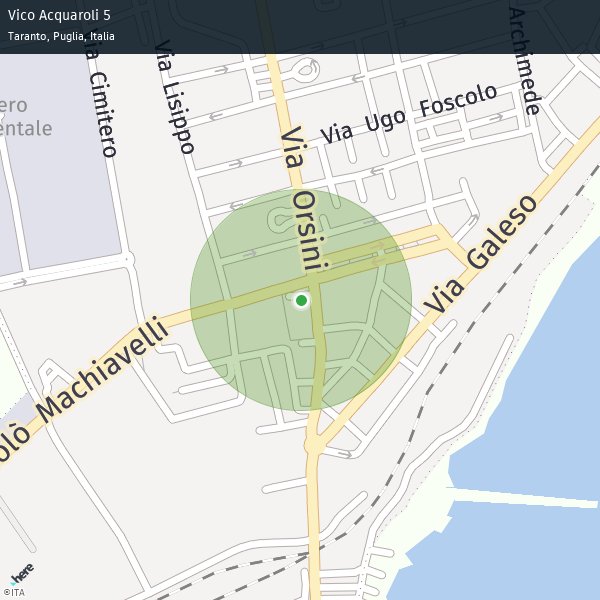 Vico Acquaroli 5
Taranto, Puglia, Italia
Via Cimitero
Via Lisippo
Archimede
Via Ugo Foscolo
Via Orsini
Via Galeso
Machiavelli
here
©ITA